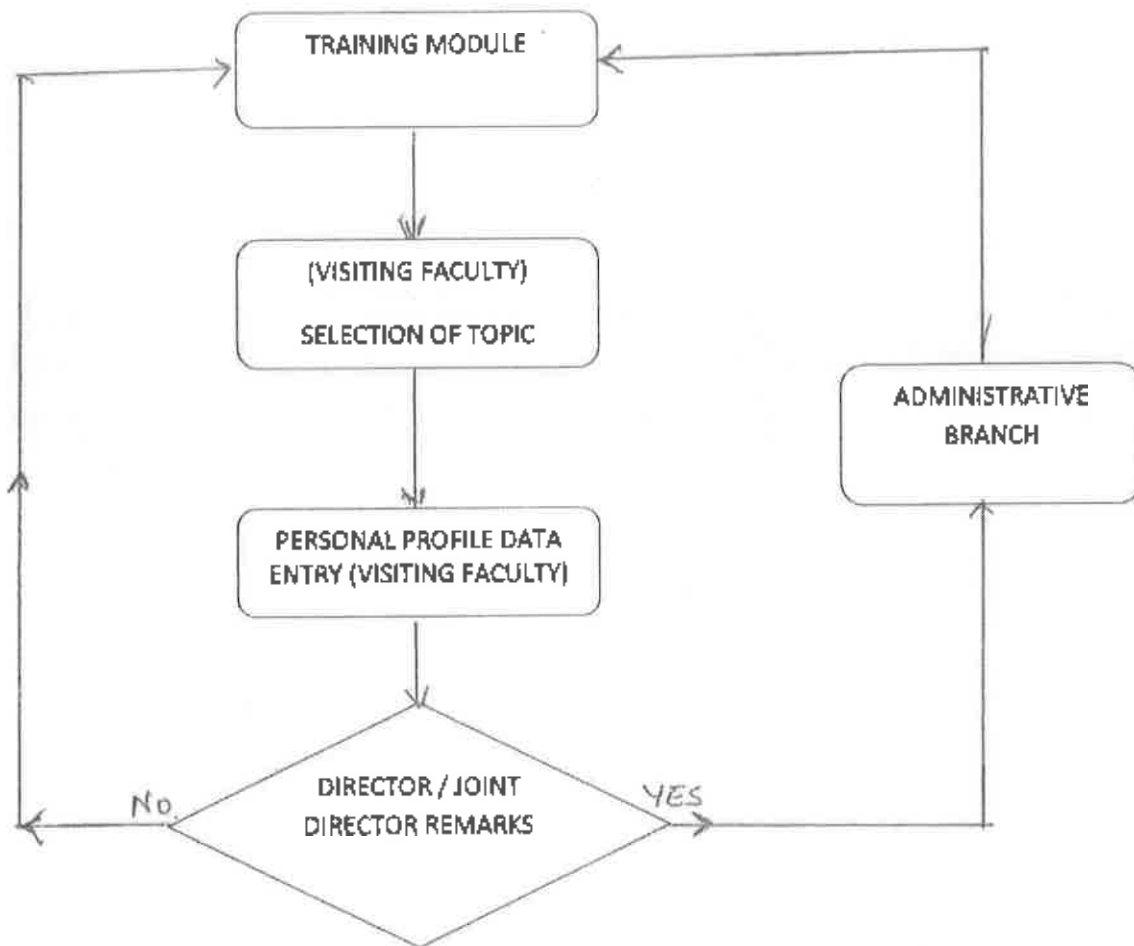 TRAINING MODULE
(VISITING FACULTY)
SELECTION OF TOPIC
ADMINISTRATIVE
BRANCH
PERSONAL PROFILE DATA
ENTRY (VISITING FACULTY)
DIRECTOR / JOINT
DIRECTOR REMARKS
No
YES